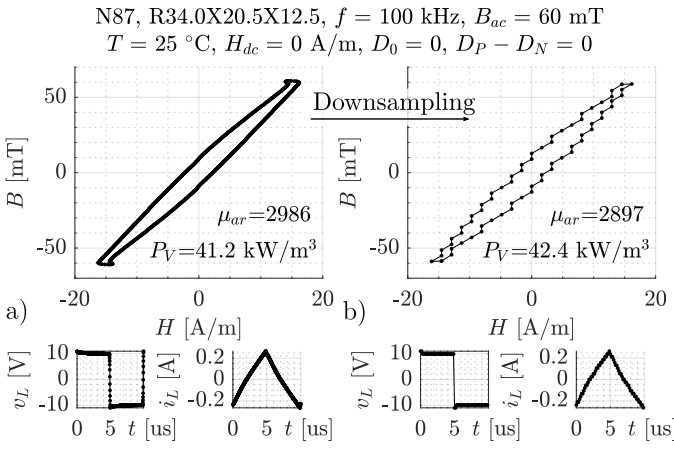 N87, R34.0X20.5X12.5, f = 100 kHz, B_ac = 60 mT
T = 25 °C, H_dc = 0 A/m, D_0 = 0, D_P − D_N = 0
Downsampling
50
0
-50
B [mT]
μ_ar=2986
P_V=41.2 kW/m³
-20
0
20
H [A/m]
a)
50
0
-50
B [mT]
μ_ar=2897
P_V=42.4 kW/m³
-20
0
20
H [A/m]
b)
10
0
-10
v_L [V]
0 5 t [us]
0.2
0
-0.2
i_L [A]
0 5 t [us]
10
0
-10
v_L [V]
0 5 t [us]
0.2
0
-0.2
i_L [A]
0 5 t [us]